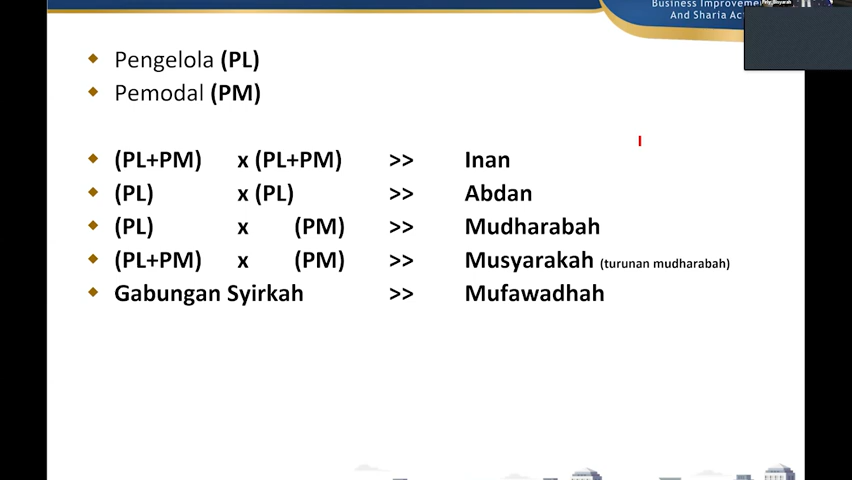 Business Improveme
And Sharia Ac
Pengelola (PL)
Pemodal (PM)
(PL+PM) x (PL+PM) >> Inan
(PL) x (PL) >> Abdan
(PL) x (PM) >> Mudharabah
(PL+PM) x (PM) >> Musyarakah (turunan mudharabah)
Gabungan Syirkah >> Mufawadhah